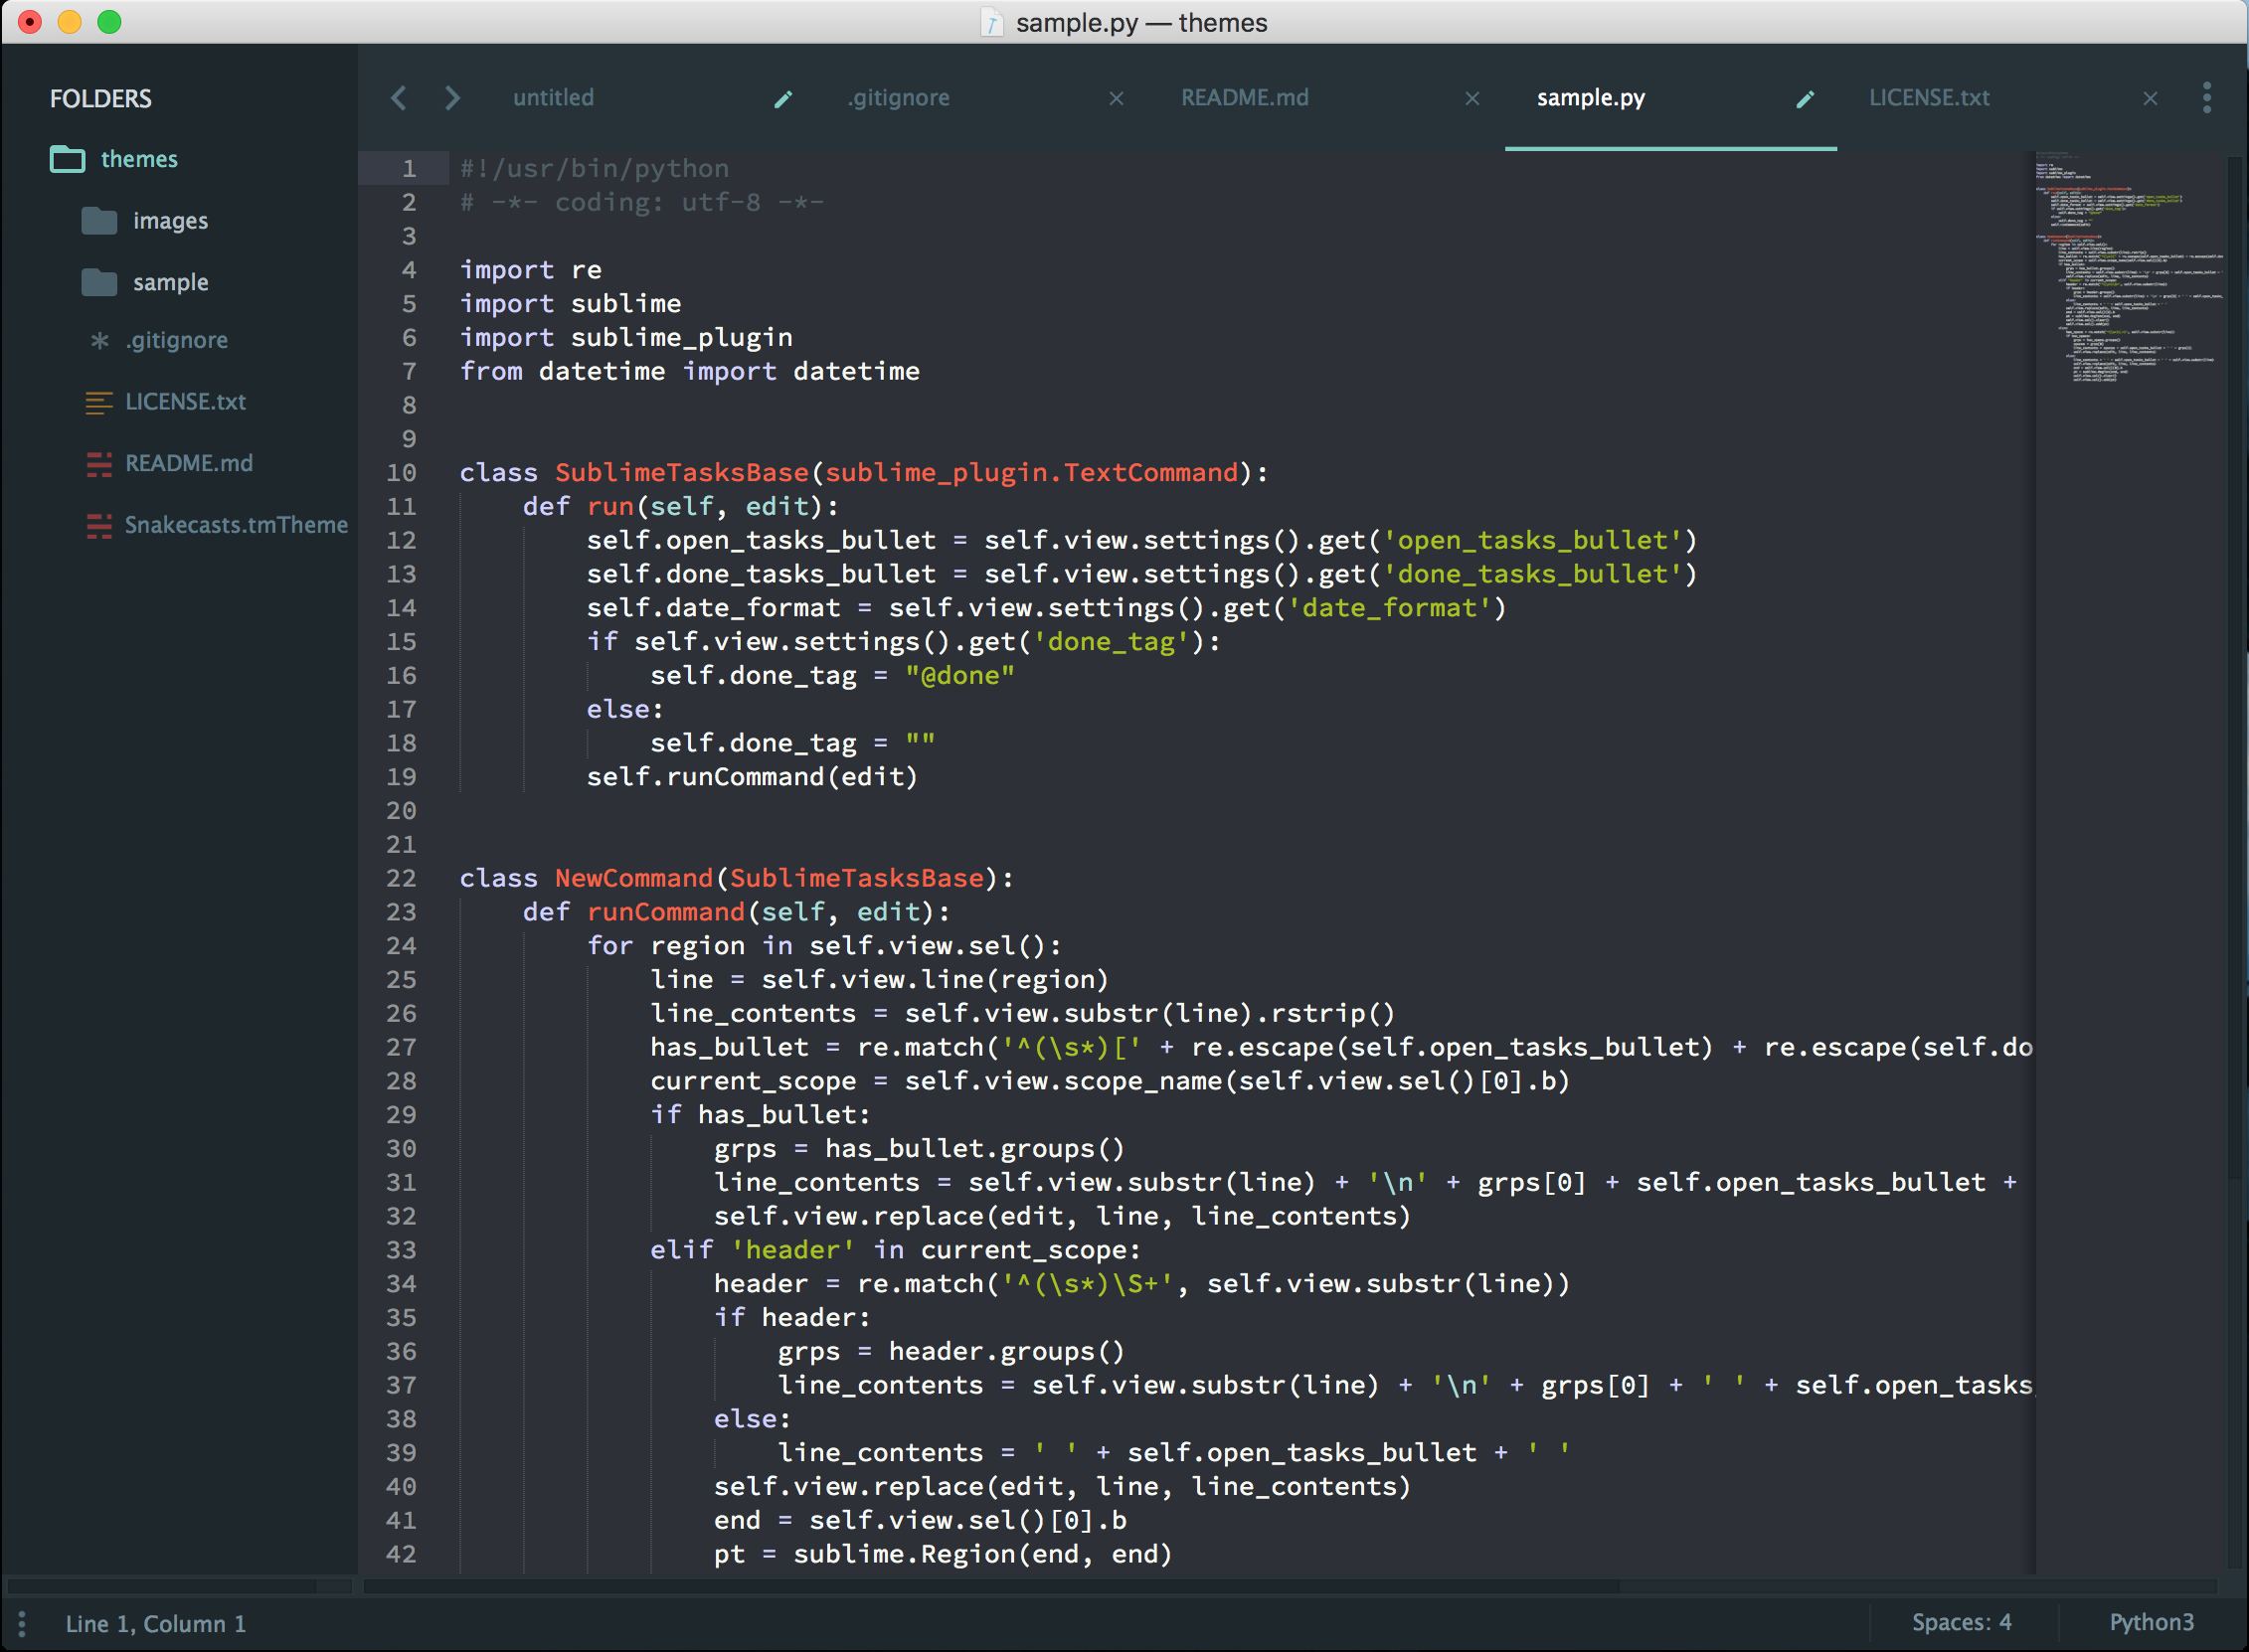 sample.py — themes
FOLDERS
themes
images
sample
.gitignore
LICENSE.txt
README.md
Snakecasts.tmTheme
untitled
.gitignore
README.md
sample.py
LICENSE.txt
1 #!/usr/bin/python
2 # -*- coding: utf-8 -*-
3
4 import re
5 import sublime
6 import sublime_plugin
7 from datetime import datetime
8
9
10 class SublimeTasksBase(sublime_plugin.TextCommand):
11     def run(self, edit):
12         self.open_tasks_bullet = self.view.settings().get('open_tasks_bullet')
13         self.done_tasks_bullet = self.view.settings().get('done_tasks_bullet')
14         self.date_format = self.view.settings().get('date_format')
15         if self.view.settings().get('done_tag'):
16             self.done_tag = "@done"
17         else:
18             self.done_tag = ""
19         self.runCommand(edit)
20
21
22 class NewCommand(SublimeTasksBase):
23     def runCommand(self, edit):
24         for region in self.view.sel():
25             line = self.view.line(region)
26             line_contents = self.view.substr(line).rstrip()
27             has_bullet = re.match('^(\s*)[' + re.escape(self.open_tasks_bullet) + re.escape(self.do
28             current_scope = self.view.scope_name(self.view.sel()[0].b)
29             if has_bullet:
30                 grps = has_bullet.groups()
31                 line_contents = self.view.substr(line) + '\n' + grps[0] + self.open_tasks_bullet +
32                 self.view.replace(edit, line, line_contents)
33             elif 'header' in current_scope:
34                 header = re.match('^(\s*)\S+', self.view.substr(line))
35                 if header:
36                     grps = header.groups()
37                     line_contents = self.view.substr(line) + '\n' + grps[0] + ' ' + self.open_tasks_
38                 else:
39                     line_contents = ' ' + self.open_tasks_bullet + ' '
40                 self.view.replace(edit, line, line_contents)
41                 end = self.view.sel()[0].b
42                 pt = sublime.Region(end, end)
Line 1, Column 1
Spaces: 4
Python3